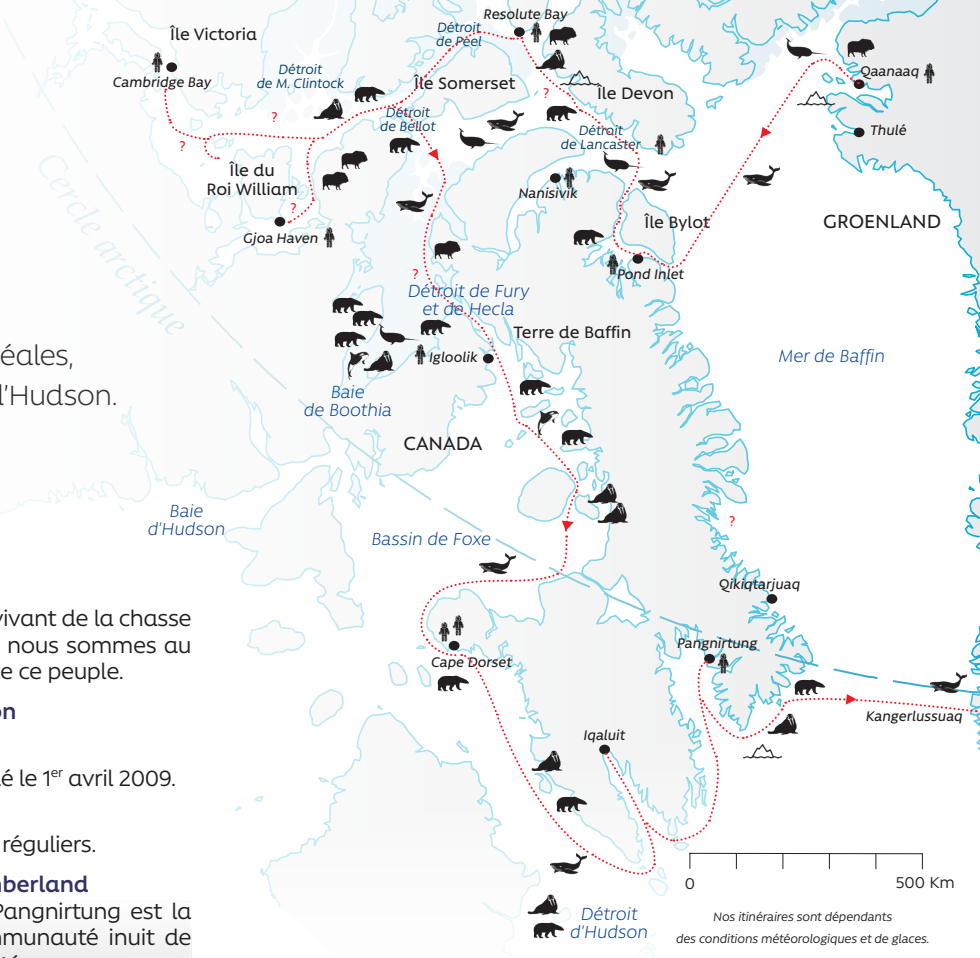 Resolute Bay
Île Victoria
Détroit
de Peel
Cambridge Bay
Détroit
de M. Clintock
Île Somerset
Île Devon
Qaanaaq
?
?
?
Détroit
de Bellot
Détroit
de Lancaster
Thulé
Île du
Roi William
?
Nanisivik
Île Bylot
GROENLAND
Gjoa Haven
Cercle arctique
?
Pond Inlet
Détroit de Fury
et de Hecla
Terre de Baffin
éales,
Igloolik
Mer de Baffin
d'Hudson.
Baie
de Boothia
CANADA
Baie
d'Hudson
Bassin de Foxe
?
Qikiqtarjuaq
vivant de la chasse
nous sommes au
e ce peuple.
Pangnirtung
Cape Dorset
on
Kangerlussuaq
Iqaluit
é le 1er avril 2009.
réguliers.
mberland
0
500 Km
Pangnirtung est la
mmunauté inuit de
Détroit
d'Hudson
Nos itinéraires sont dépendants
des conditions météorologiques et de glaces.